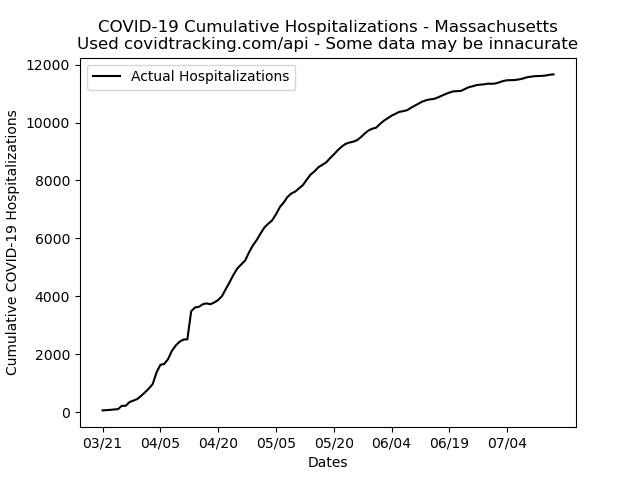 COVID-19 Cumulative Hospitalizations - Massachusetts
Used covidtracking.com/api - Some data may be innacurate
Actual Hospitalizations
Cumulative COVID-19 Hospitalizations
12000
10000
8000
6000
4000
2000
0
03/21 04/05 04/20 05/05 05/20 06/04 06/19 07/04
Dates